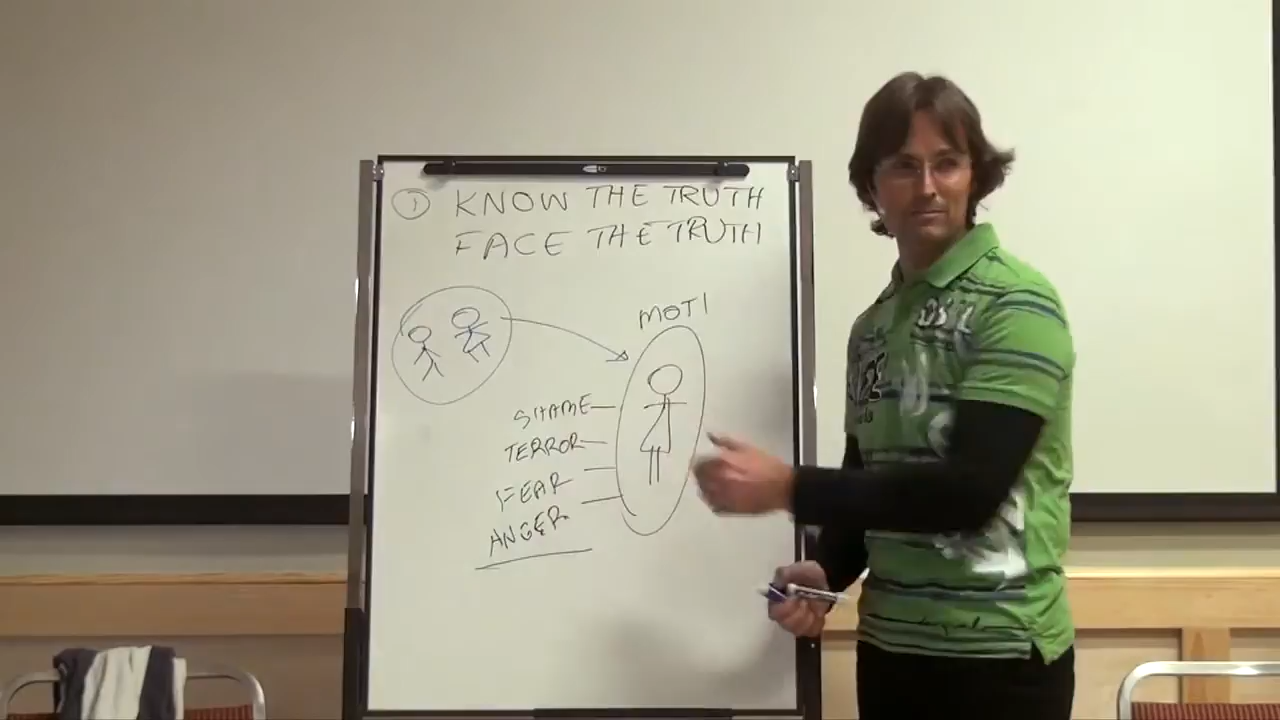 ① KNOW THE TRUTH
FACE THE TRUTH
MOTI
SHAME
TERROR
FEAR
ANGER